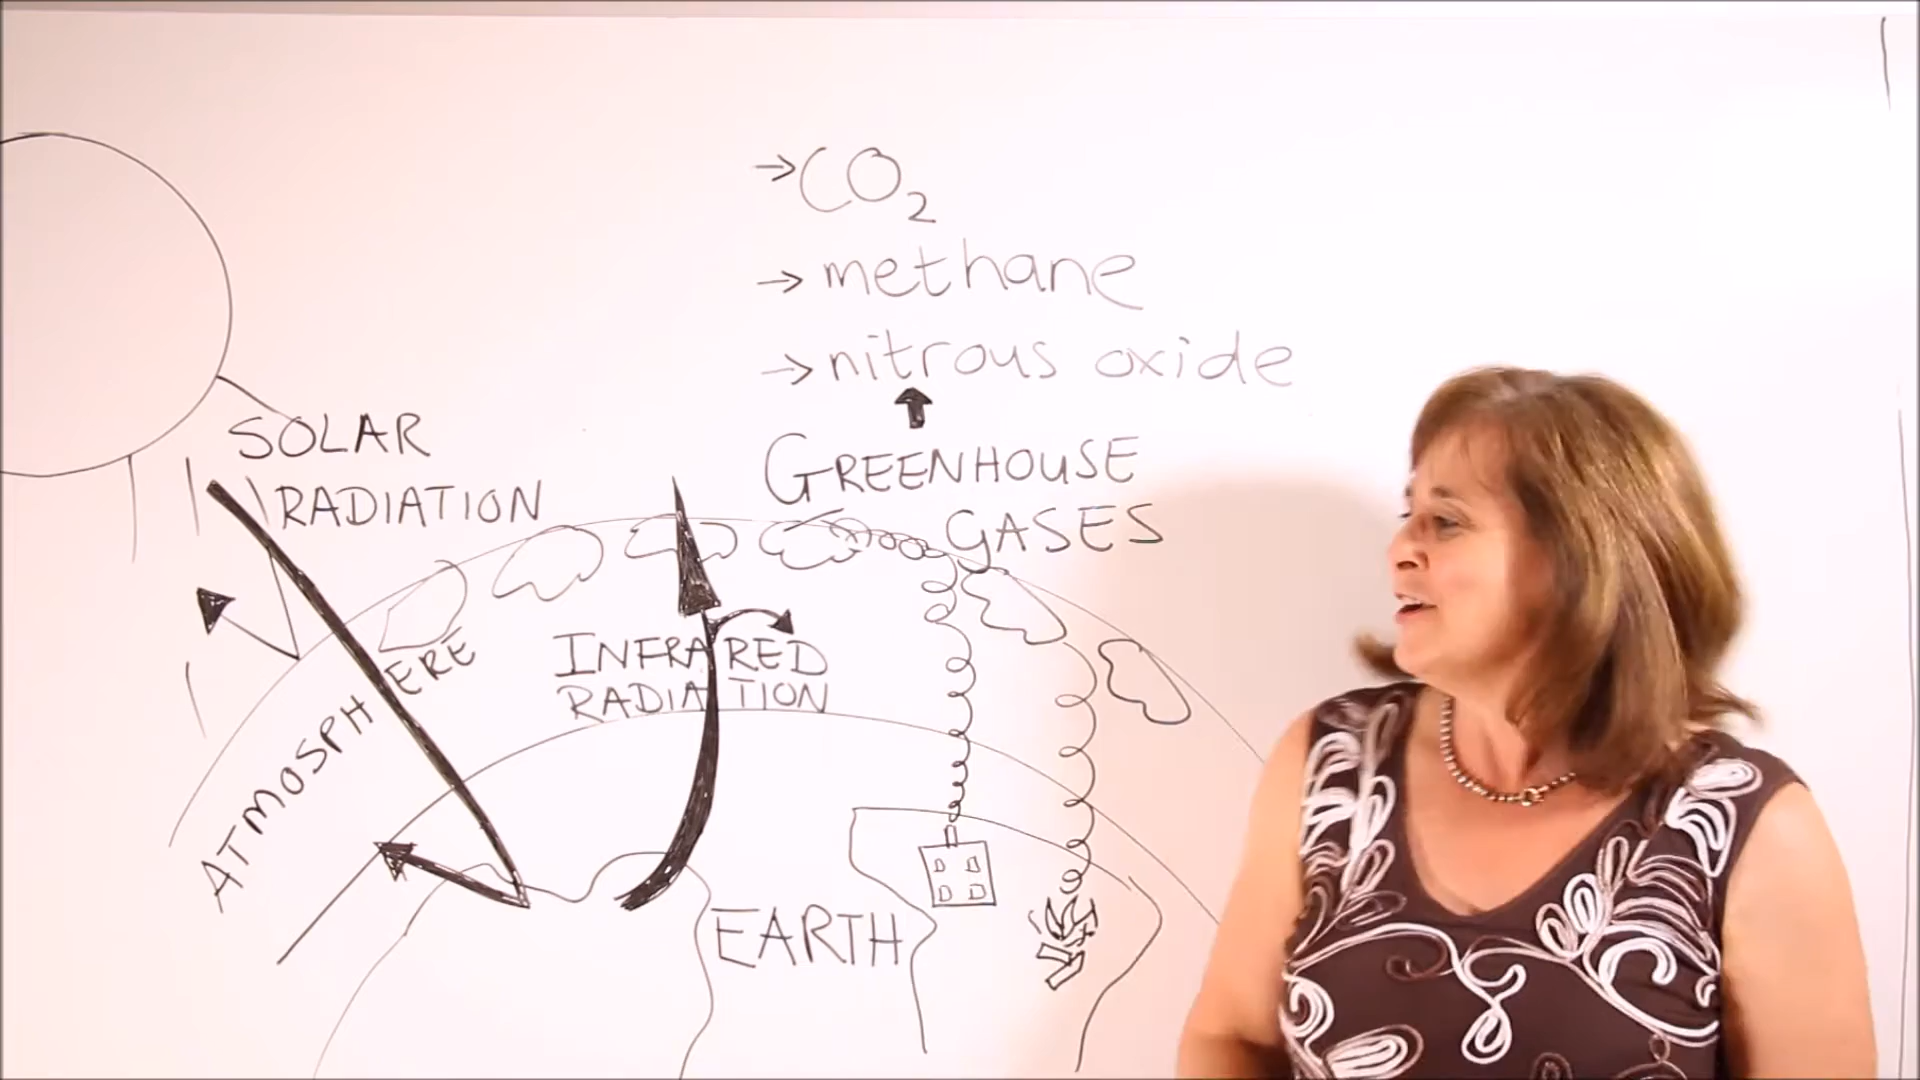 → CO₂
→ methane
→ nitrous oxide
GREENHOUSE
GASES
SOLAR
RADIATION
ATMOSPHERE
INFRARED
RADIATION
EARTH